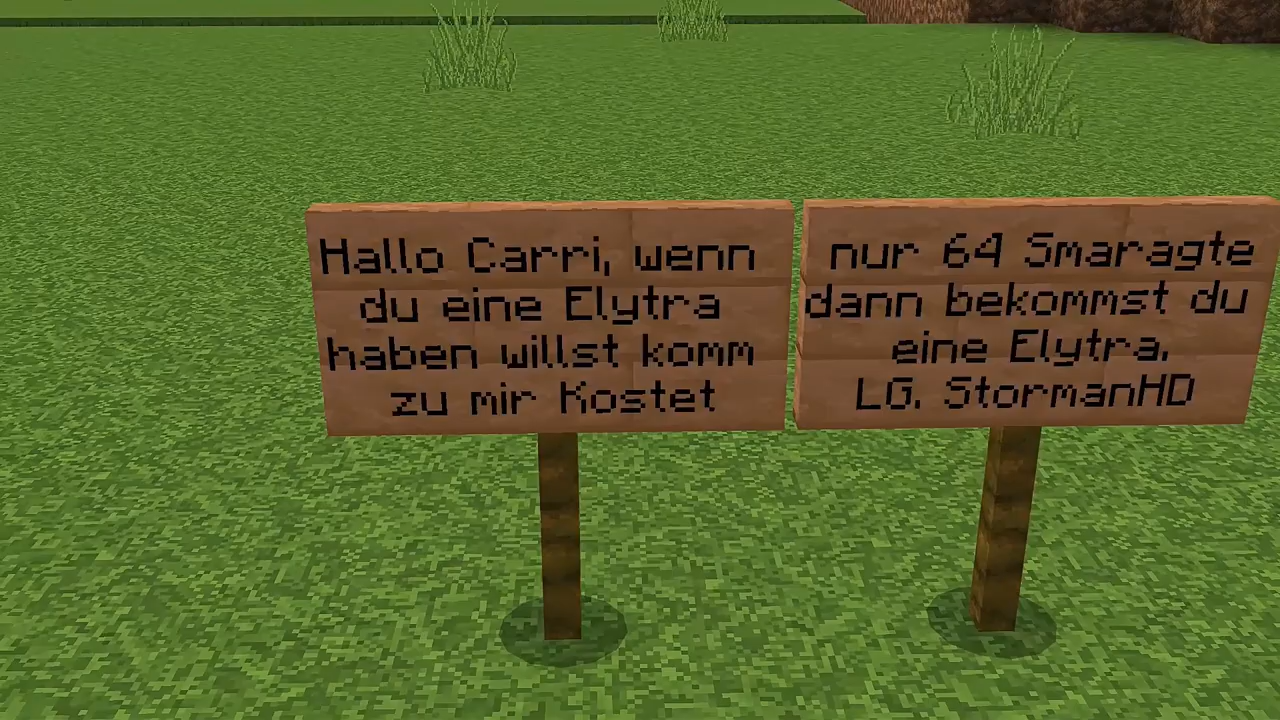 Hallo Carri, wenn
du eine Elytra
haben willst komm
zu mir Kostet
nur 64 Smaragte
dann bekommst du
eine Elytra.
LG. StormanHD